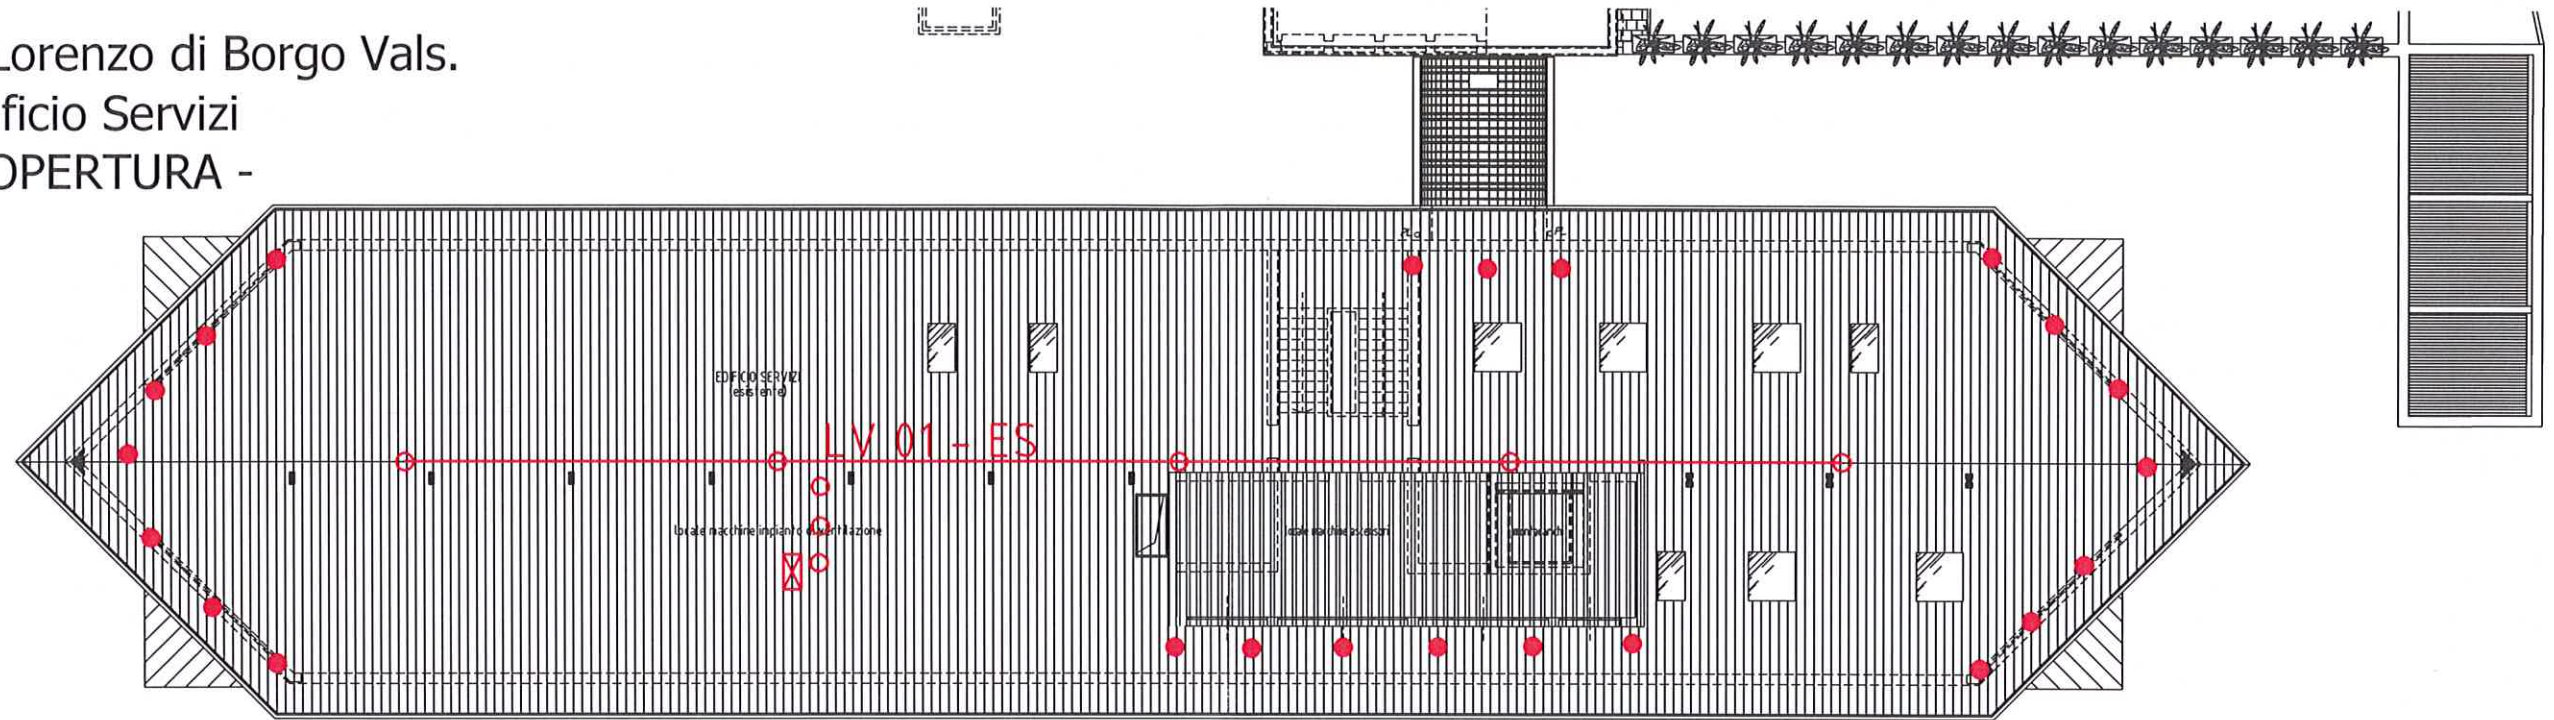 Lorenzo di Borgo Vals.
ficio Servizi
OPERTURA -
EDIFICIO SERVIZI
(esistente)
LV 01 - ES
locale macchine impianto di ventilazione
locale macchine ascensori
montacarichi